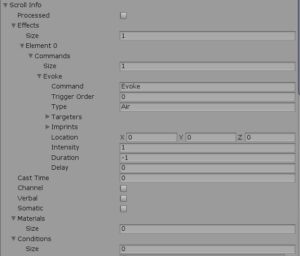 Scroll Info
Processed
Effects
Size 1
Element 0
Commands
Size 1
Evoke
Command Evoke
Trigger Order 0
Type Air
Targeters
Imprints
Location X 0 Y 0 Z 0
Intensity 1
Duration -1
Delay 0
Cast Time 0
Channel
Verbal
Somatic
Materials
Size 0
Conditions
Size 0